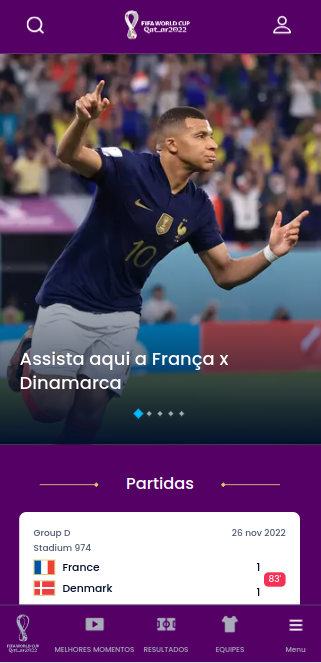 FIFA WORLD CUP
Qatar2022
10
Assista aqui a França x
Dinamarca
Partidas
Group D
26 nov 2022
Stadium 974
France
1
83'
Denmark
1
FIFA WORLD CUP
Qatar2022
MELHORES MOMENTOS
RESULTADOS
EQUIPES
Menu